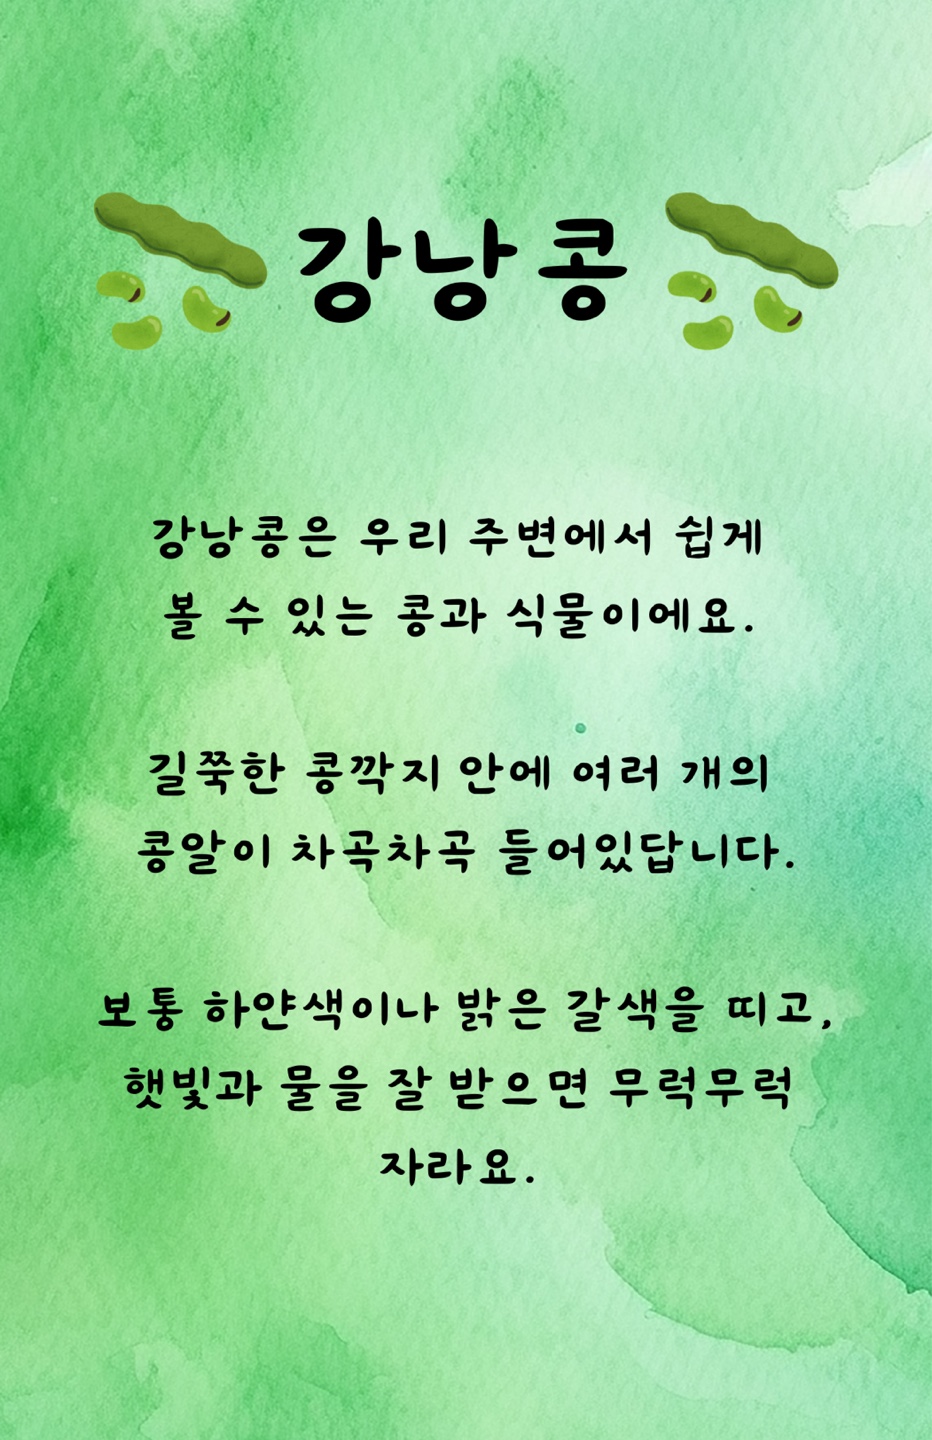 강낭콩
강낭콩은 우리 주변에서 쉽게
볼 수 있는 콩과 식물이에요.
길쭉한 콩깍지 안에 여러 개의
콩알이 차곡차곡 들어있답니다.
보통 하얀색이나 밝은 갈색을 띠고,
햇빛과 물을 잘 받으면 무럭무럭
자라요.